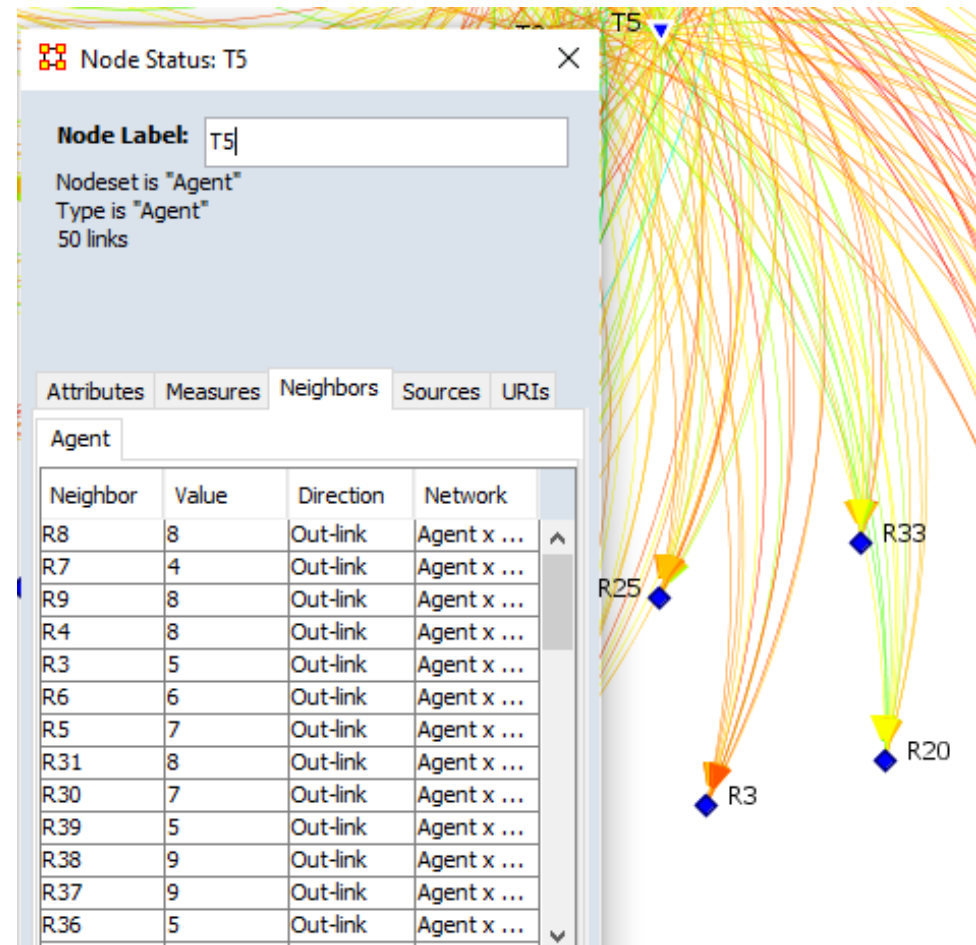 T5
Node Status: T5
Node Label: T5
Nodeset is "Agent"
Type is "Agent"
50 links
Attributes Measures Neighbors Sources URIs
Agent
Neighbor Value Direction Network
R8 8 Out-link Agent x ...
R7 4 Out-link Agent x ...
R9 8 Out-link Agent x ...
R4 8 Out-link Agent x ...
R3 5 Out-link Agent x ...
R6 6 Out-link Agent x ...
R5 7 Out-link Agent x ...
R31 8 Out-link Agent x ...
R30 7 Out-link Agent x ...
R39 5 Out-link Agent x ...
R38 9 Out-link Agent x ...
R37 9 Out-link Agent x ...
R36 5 Out-link Agent x ...
R33
R25
R20
R3